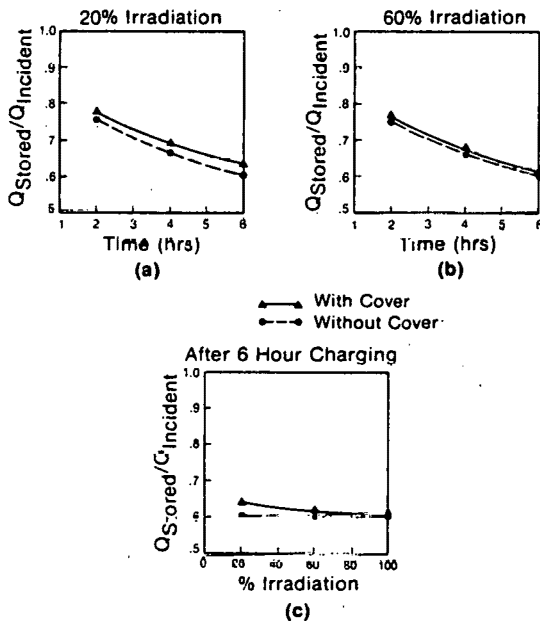 20% Irradiation
1.0
.9
.8
.7
.6
.5
1 2 3 4 5 6
QStored/QIncident
Time (hrs)
(a)
60% Irradiation
1.0
.9
.8
.7
.6
.5
1 2 3 4 5 6
QStored/QIncident
Time (hrs)
(b)
With Cover
Without Cover
After 6 Hour Charging
1.0
.9
.8
.7
.6
.5
0 20 40 60 80 100
QStored/QIncident
% Irradiation
(c)